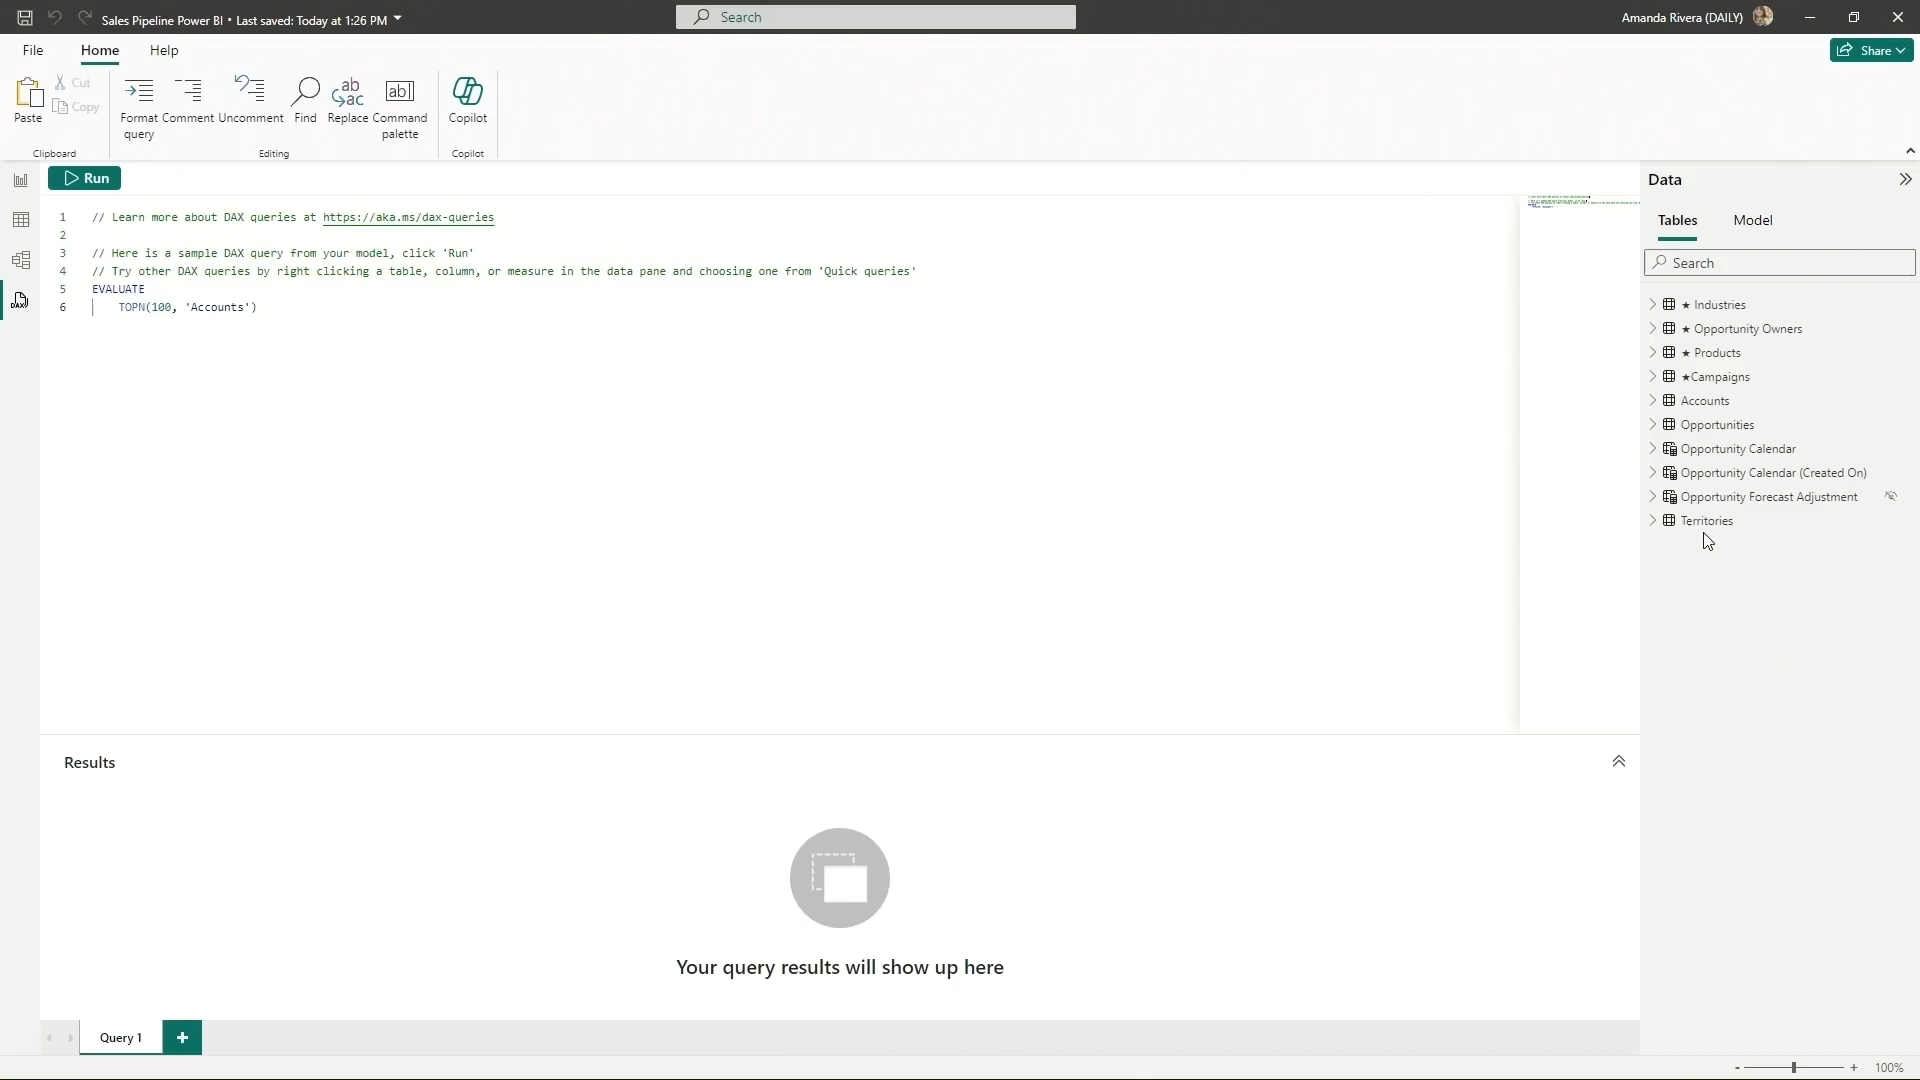 Sales Pipeline Power BI • Last saved: Today at 1:26 PM
Search
Amanda Rivera (DAILY)
File
Home
Help
Share
Paste
Cut
Copy
Clipboard
Format query
Comment
Uncomment
Find
Replace
Command palette
Editing
Copilot
Copilot
Run
1 // Learn more about DAX queries at https://aka.ms/dax-queries
2
3 // Here is a sample DAX query from your model, click 'Run'
4 // Try other DAX queries by right clicking a table, column, or measure in the data pane and choosing one from 'Quick queries'
5 EVALUATE
6 TOPN(100, 'Accounts')
Data
Tables
Model
Search
★ Industries
★ Opportunity Owners
★ Products
★Campaigns
Accounts
Opportunities
Opportunity Calendar
Opportunity Calendar (Created On)
Opportunity Forecast Adjustment
Territories
Results
Your query results will show up here
Query 1
+
- + 100%